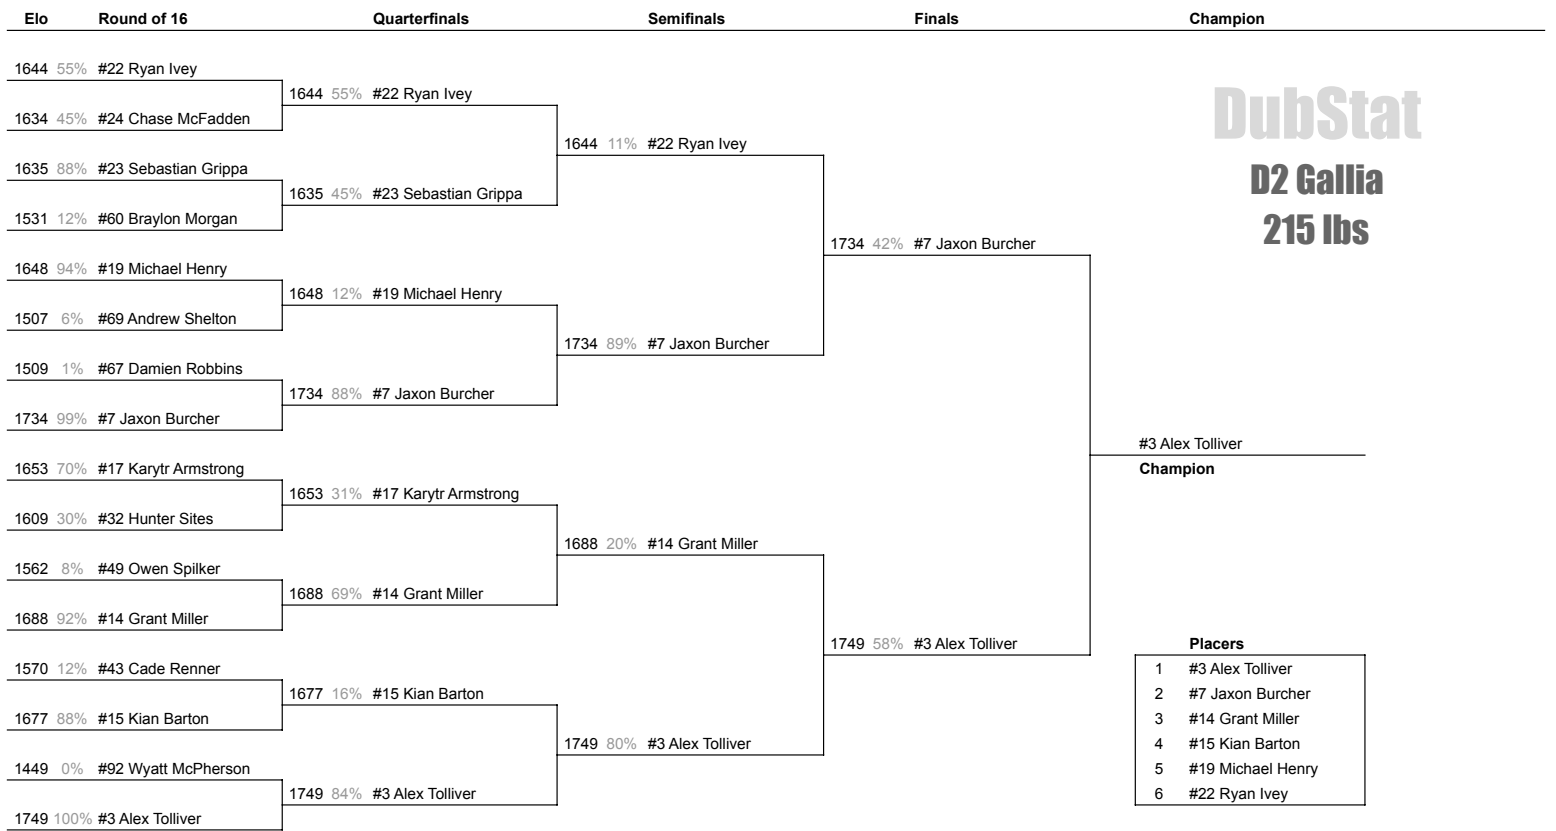 Elo Round of 16 Quarterfinals Semifinals Finals Champion
1644 55% #22 Ryan Ivey
1644 55% #22 Ryan Ivey
DubStat
1634 45% #24 Chase McFadden
1644 11% #22 Ryan Ivey
1635 88% #23 Sebastian Grippa
D2 Gallia
1635 45% #23 Sebastian Grippa
1531 12% #60 Braylon Morgan
215 lbs
1734 42% #7 Jaxon Burcher
1648 94% #19 Michael Henry
1648 12% #19 Michael Henry
1507 6% #69 Andrew Shelton
1734 89% #7 Jaxon Burcher
1509 1% #67 Damien Robbins
1734 88% #7 Jaxon Burcher
1734 99% #7 Jaxon Burcher
#3 Alex Tolliver
1653 70% #17 Karytr Armstrong
Champion
1653 31% #17 Karytr Armstrong
1609 30% #32 Hunter Sites
1688 20% #14 Grant Miller
1562 8% #49 Owen Spilker
1688 69% #14 Grant Miller
1688 92% #14 Grant Miller
1749 58% #3 Alex Tolliver
Placers
1570 12% #43 Cade Renner
1 #3 Alex Tolliver
1677 16% #15 Kian Barton
2 #7 Jaxon Burcher
1677 88% #15 Kian Barton
3 #14 Grant Miller
1749 80% #3 Alex Tolliver
4 #15 Kian Barton
1449 0% #92 Wyatt McPherson
5 #19 Michael Henry
1749 84% #3 Alex Tolliver
6 #22 Ryan Ivey
1749 100% #3 Alex Tolliver